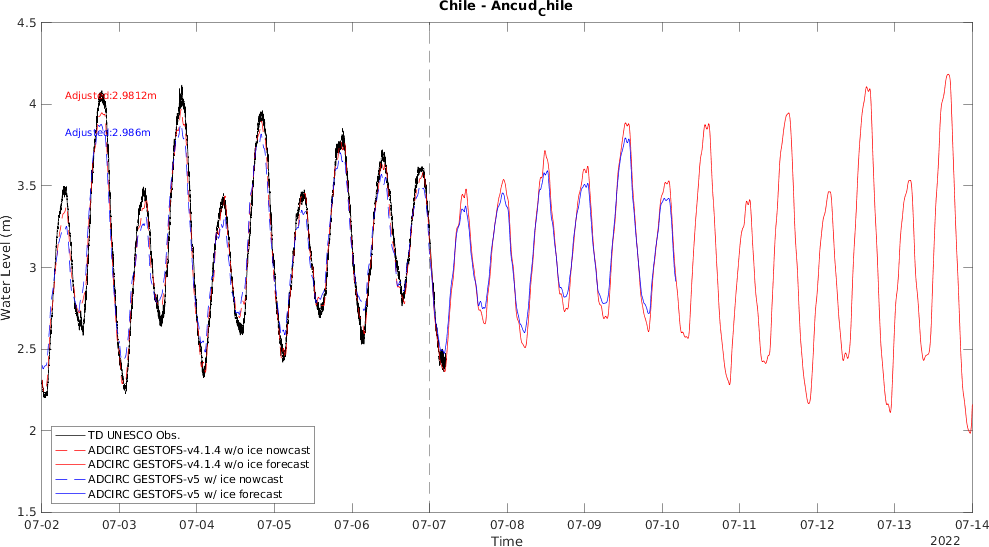 Chile - Ancud_Chile
4.5
4
3.5
3
2.5
2
1.5
Water Level (m)
Adjusted:2.9812m
Adjusted:2.986m
TD UNESCO Obs.
ADCIRC GESTOFS-v4.1.4 w/o ice nowcast
ADCIRC GESTOFS-v4.1.4 w/o ice forecast
ADCIRC GESTOFS-v5 w/ ice nowcast
ADCIRC GESTOFS-v5 w/ ice forecast
07-02 07-03 07-04 07-05 07-06 07-07 07-08 07-09 07-10 07-11 07-12 07-13 07-14
Time
2022